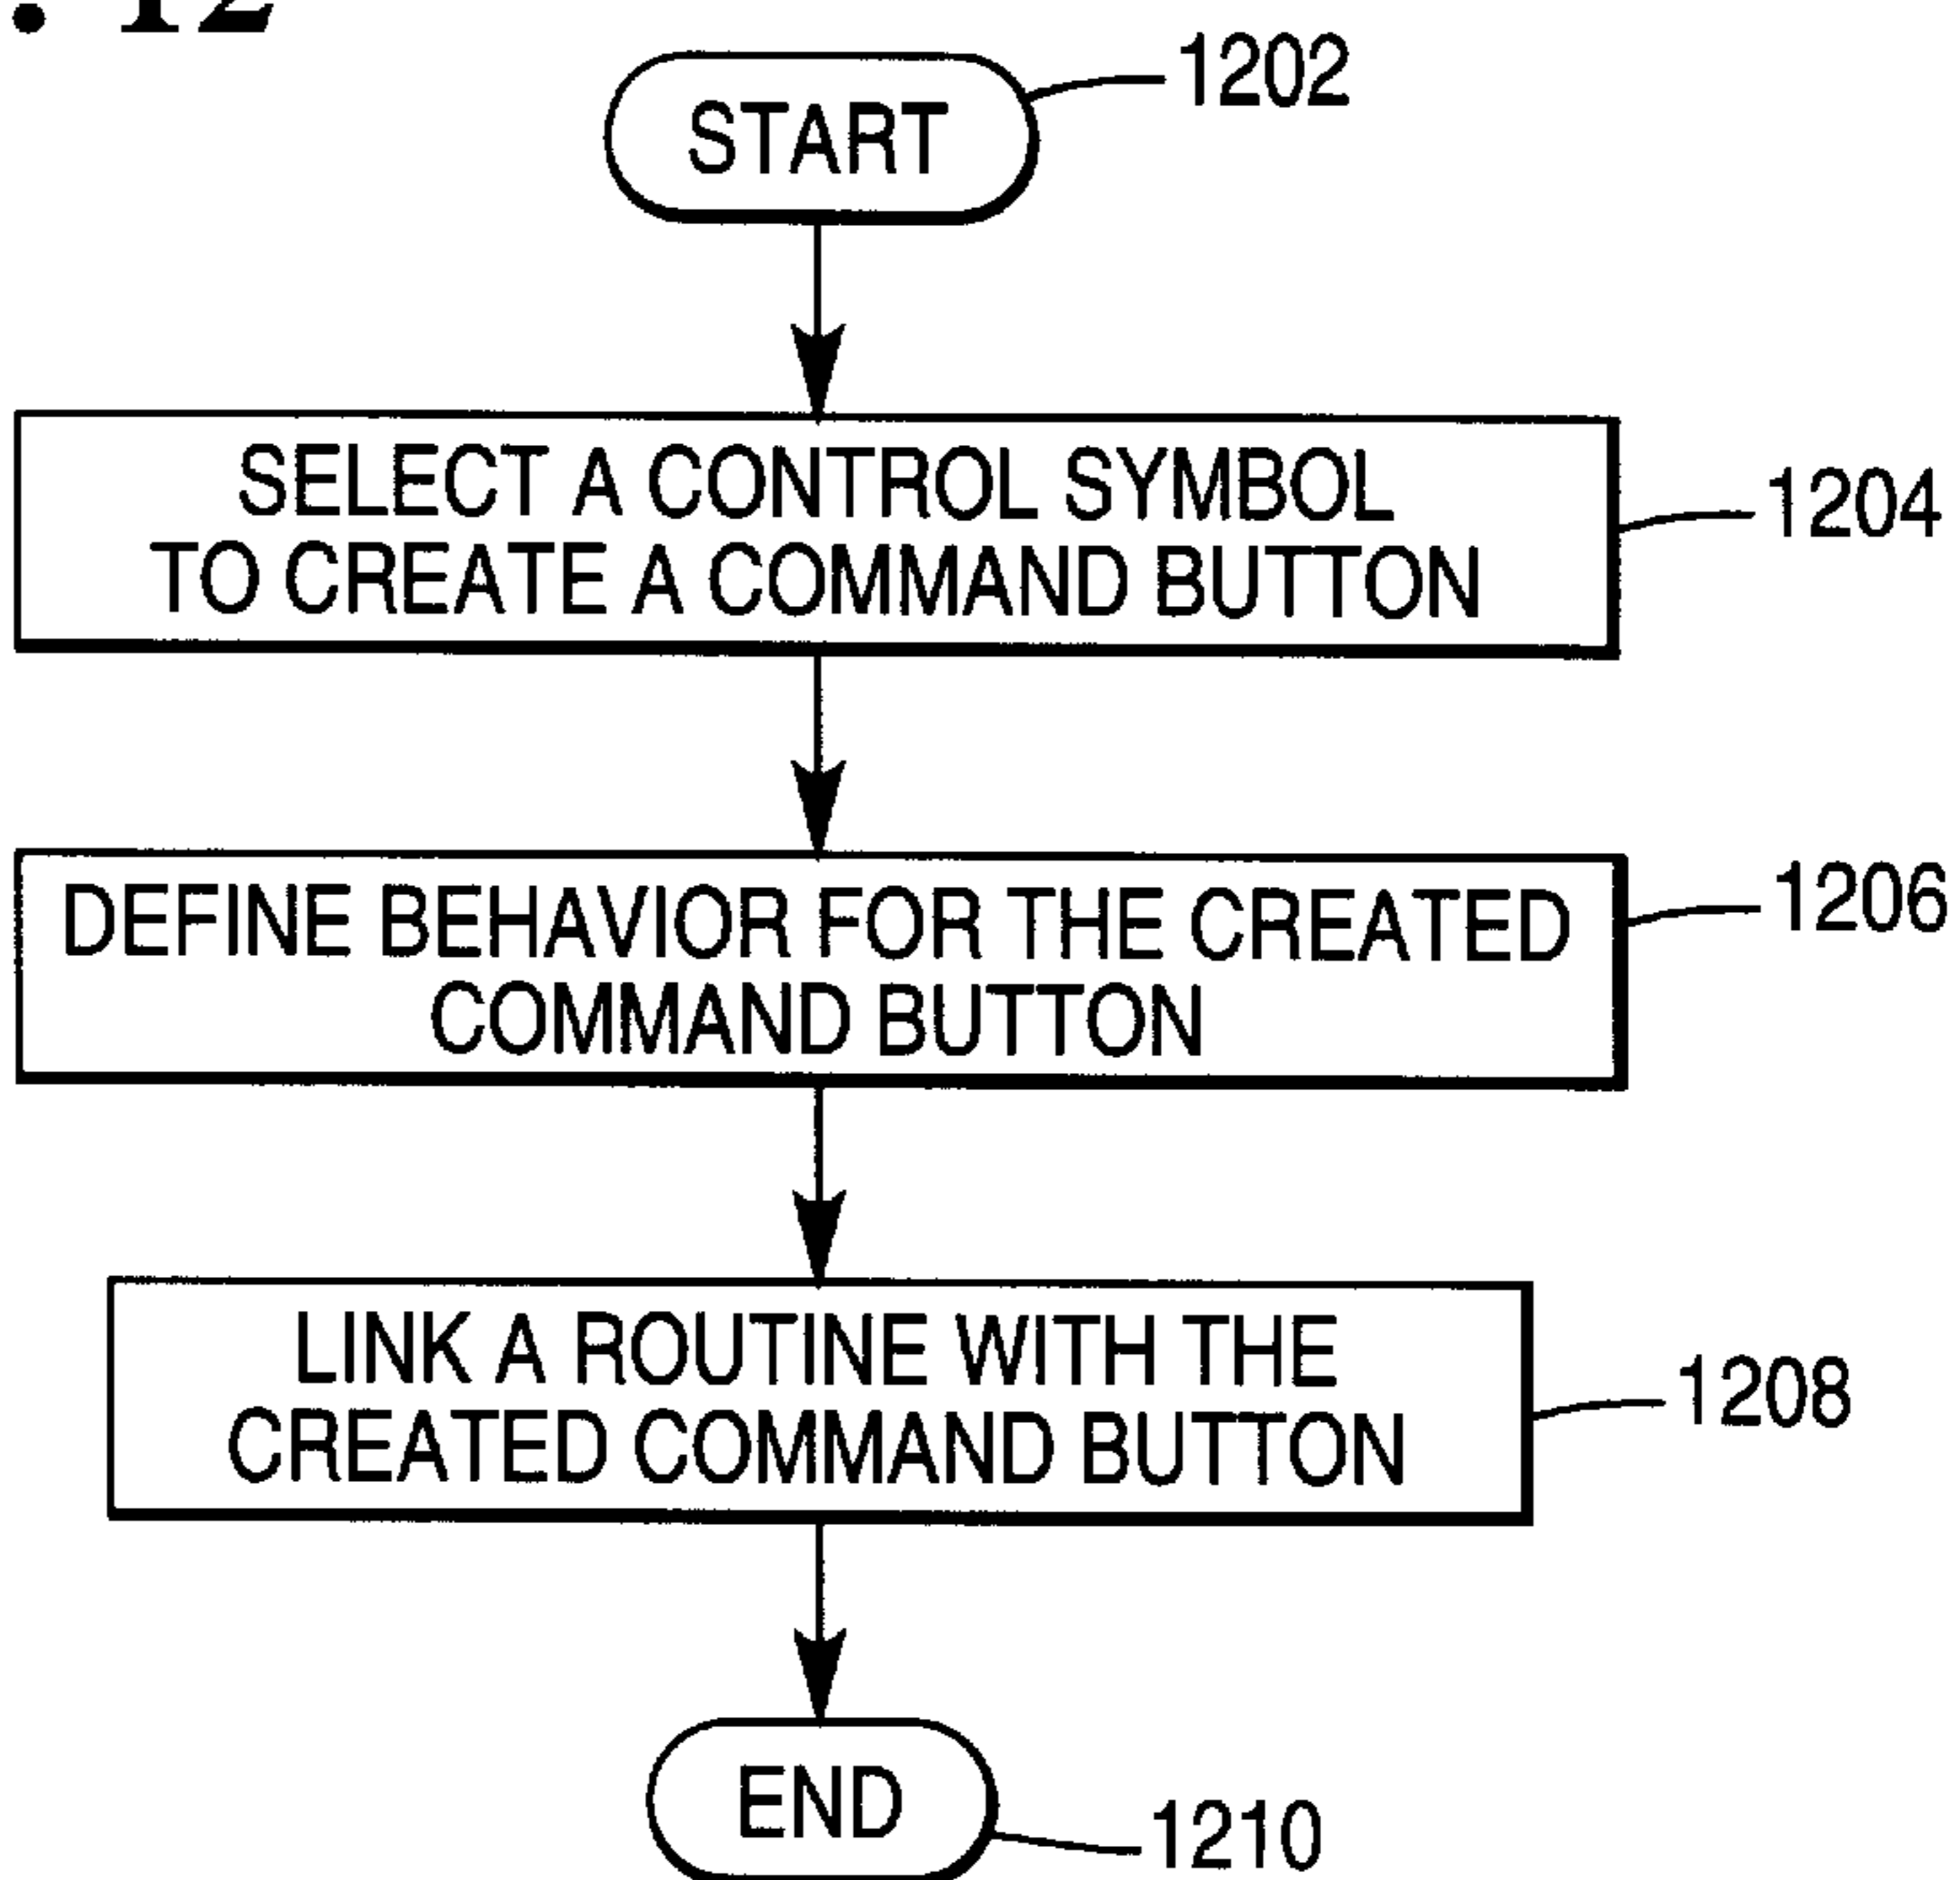 . 12
START
1202
SELECT A CONTROL SYMBOL
TO CREATE A COMMAND BUTTON
1204
DEFINE BEHAVIOR FOR THE CREATED
COMMAND BUTTON
1206
LINK A ROUTINE WITH THE
CREATED COMMAND BUTTON
1208
END
1210